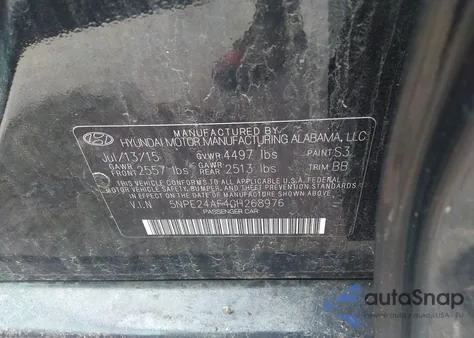 MANUFACTURED BY
HYUNDAI MOTOR MANUFACTURING ALABAMA, LLC
Jul/13/15 GVWR 4497 lbs PAINT S3
GAWR FRONT 2557 lbs GAWR REAR 2513 lbs TRIM BB
THIS VEHICLE CONFORMS TO ALL APPLICABLE U.S. FEDERAL
MOTOR VEHICLE SAFETY, BUMPER, AND THEFT PREVENTION
STANDARDS IN EFFECT ON THE DATE OF MANUFACTURE SHOWN ABOVE.
V.I.N 5NPE24AF4GH268976
PASSENGER CAR
autoSnap